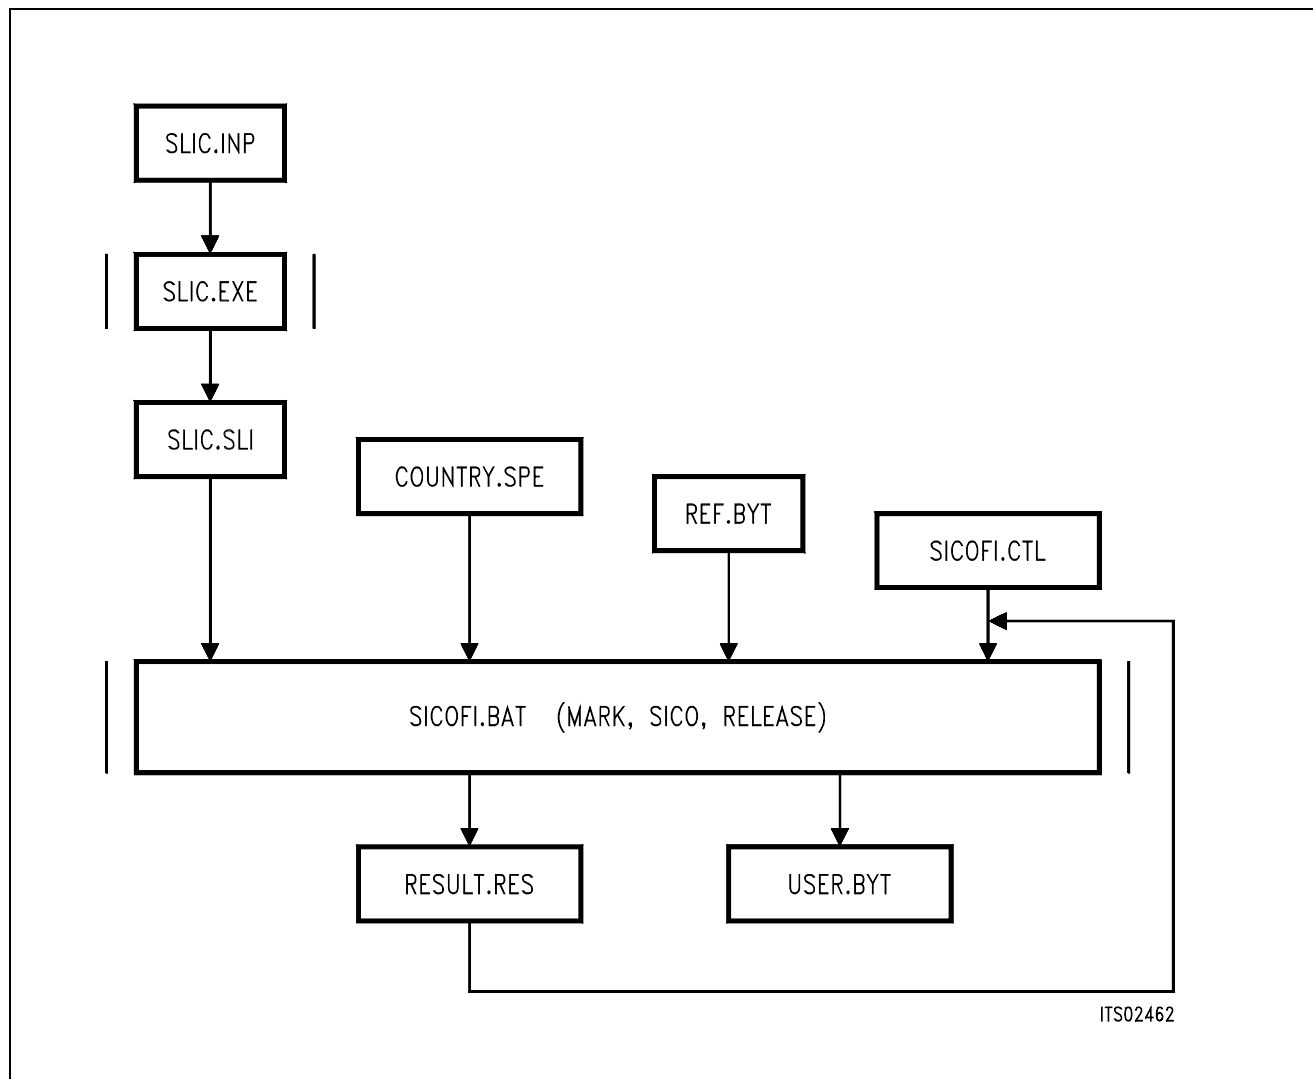 SLIC.INP
SLIC.EXE
SLIC.SLI
COUNTRY.SPE
REF.BYT
SICOFI.CTL
SICOFI.BAT (MARK, SICO, RELEASE)
RESULT.RES
USER.BYT
ITS02462